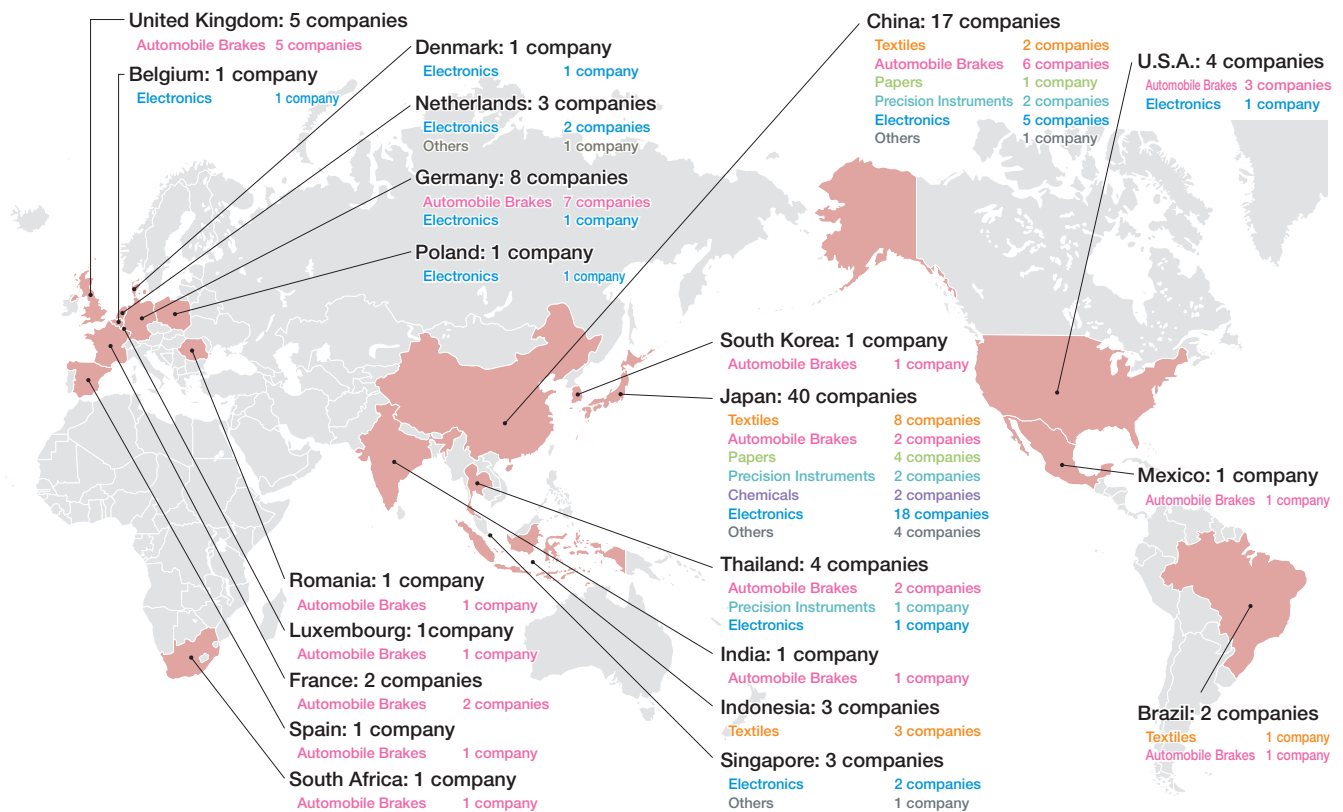 United Kingdom: 5 companies
Automobile Brakes 5 companies
Belgium: 1 company
Electronics 1 company
Denmark: 1 company
Electronics 1 company
Netherlands: 3 companies
Electronics 2 companies
Others 1 company
Germany: 8 companies
Automobile Brakes 7 companies
Electronics 1 company
Poland: 1 company
Electronics 1 company
China: 17 companies
Textiles 2 companies
Automobile Brakes 6 companies
Papers 1 company
Precision Instruments 2 companies
Electronics 5 companies
Others 1 company
U.S.A.: 4 companies
Automobile Brakes 3 companies
Electronics 1 company
South Korea: 1 company
Automobile Brakes 1 company
Japan: 40 companies
Textiles 8 companies
Automobile Brakes 2 companies
Papers 4 companies
Precision Instruments 2 companies
Chemicals 2 companies
Electronics 18 companies
Others 4 companies
Mexico: 1 company
Automobile Brakes 1 company
Thailand: 4 companies
Automobile Brakes 2 companies
Precision Instruments 1 company
Electronics 1 company
Romania: 1 company
Automobile Brakes 1 company
Luxembourg: 1company
Automobile Brakes 1 company
France: 2 companies
Automobile Brakes 2 companies
Spain: 1 company
Automobile Brakes 1 company
South Africa: 1 company
Automobile Brakes 1 company
India: 1 company
Automobile Brakes 1 company
Indonesia: 3 companies
Textiles 3 companies
Singapore: 3 companies
Electronics 2 companies
Others 1 company
Brazil: 2 companies
Textiles 1 company
Automobile Brakes 1 company